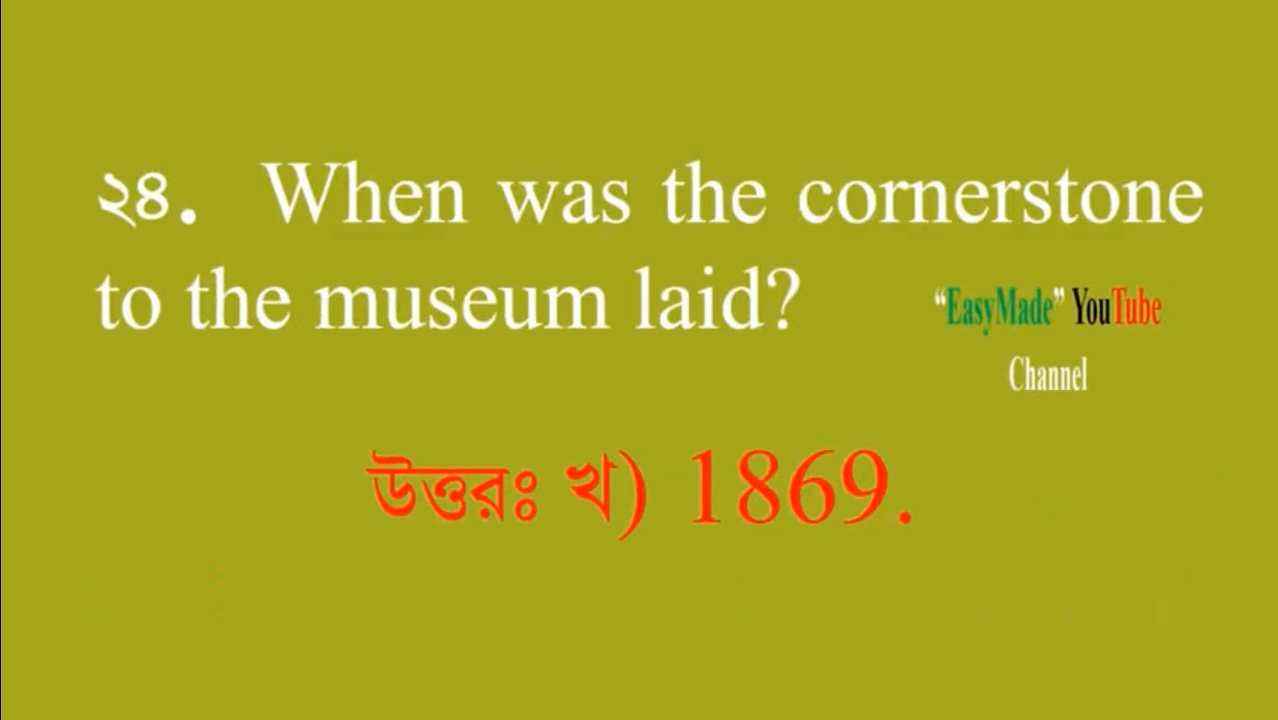 ২৪. When was the cornerstone
to the museum laid?
“EasyMade” YouTube
Channel
উত্তরঃ খ) 1869.